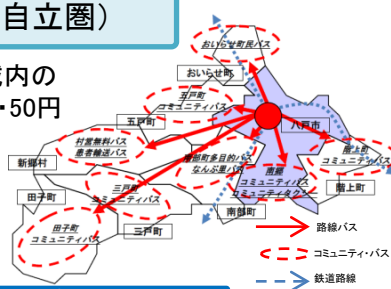 自立圏）
域内の
・50円
おいらせ町民バス
おいらせ町
五戸町
コミュニティバス
五戸町
八戸市
村営無料バス
患者輸送バス
南部町多目的バス
なんぶ里バス
階上町
コミュニティバス
新郷村
三戸町
コミュニティバス
南郷
コミュニティバス
コミュニティタクシー
階上町
田子町
南部町
田子町
コミュニティバス
三戸町
路線バス
コミュニティ・バス
鉄道路線